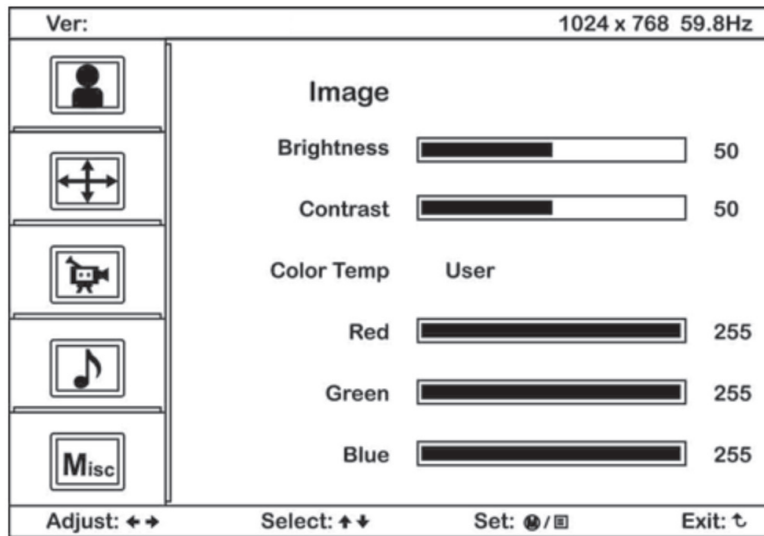 Ver: 1024 x 768 59.8Hz
Image
Brightness 50
Contrast 50
Color Temp User
Red 255
Green 255
Blue 255
Misc
Adjust: ←→ Select: ↑↓ Set: Ⓜ/▤ Exit: ↻